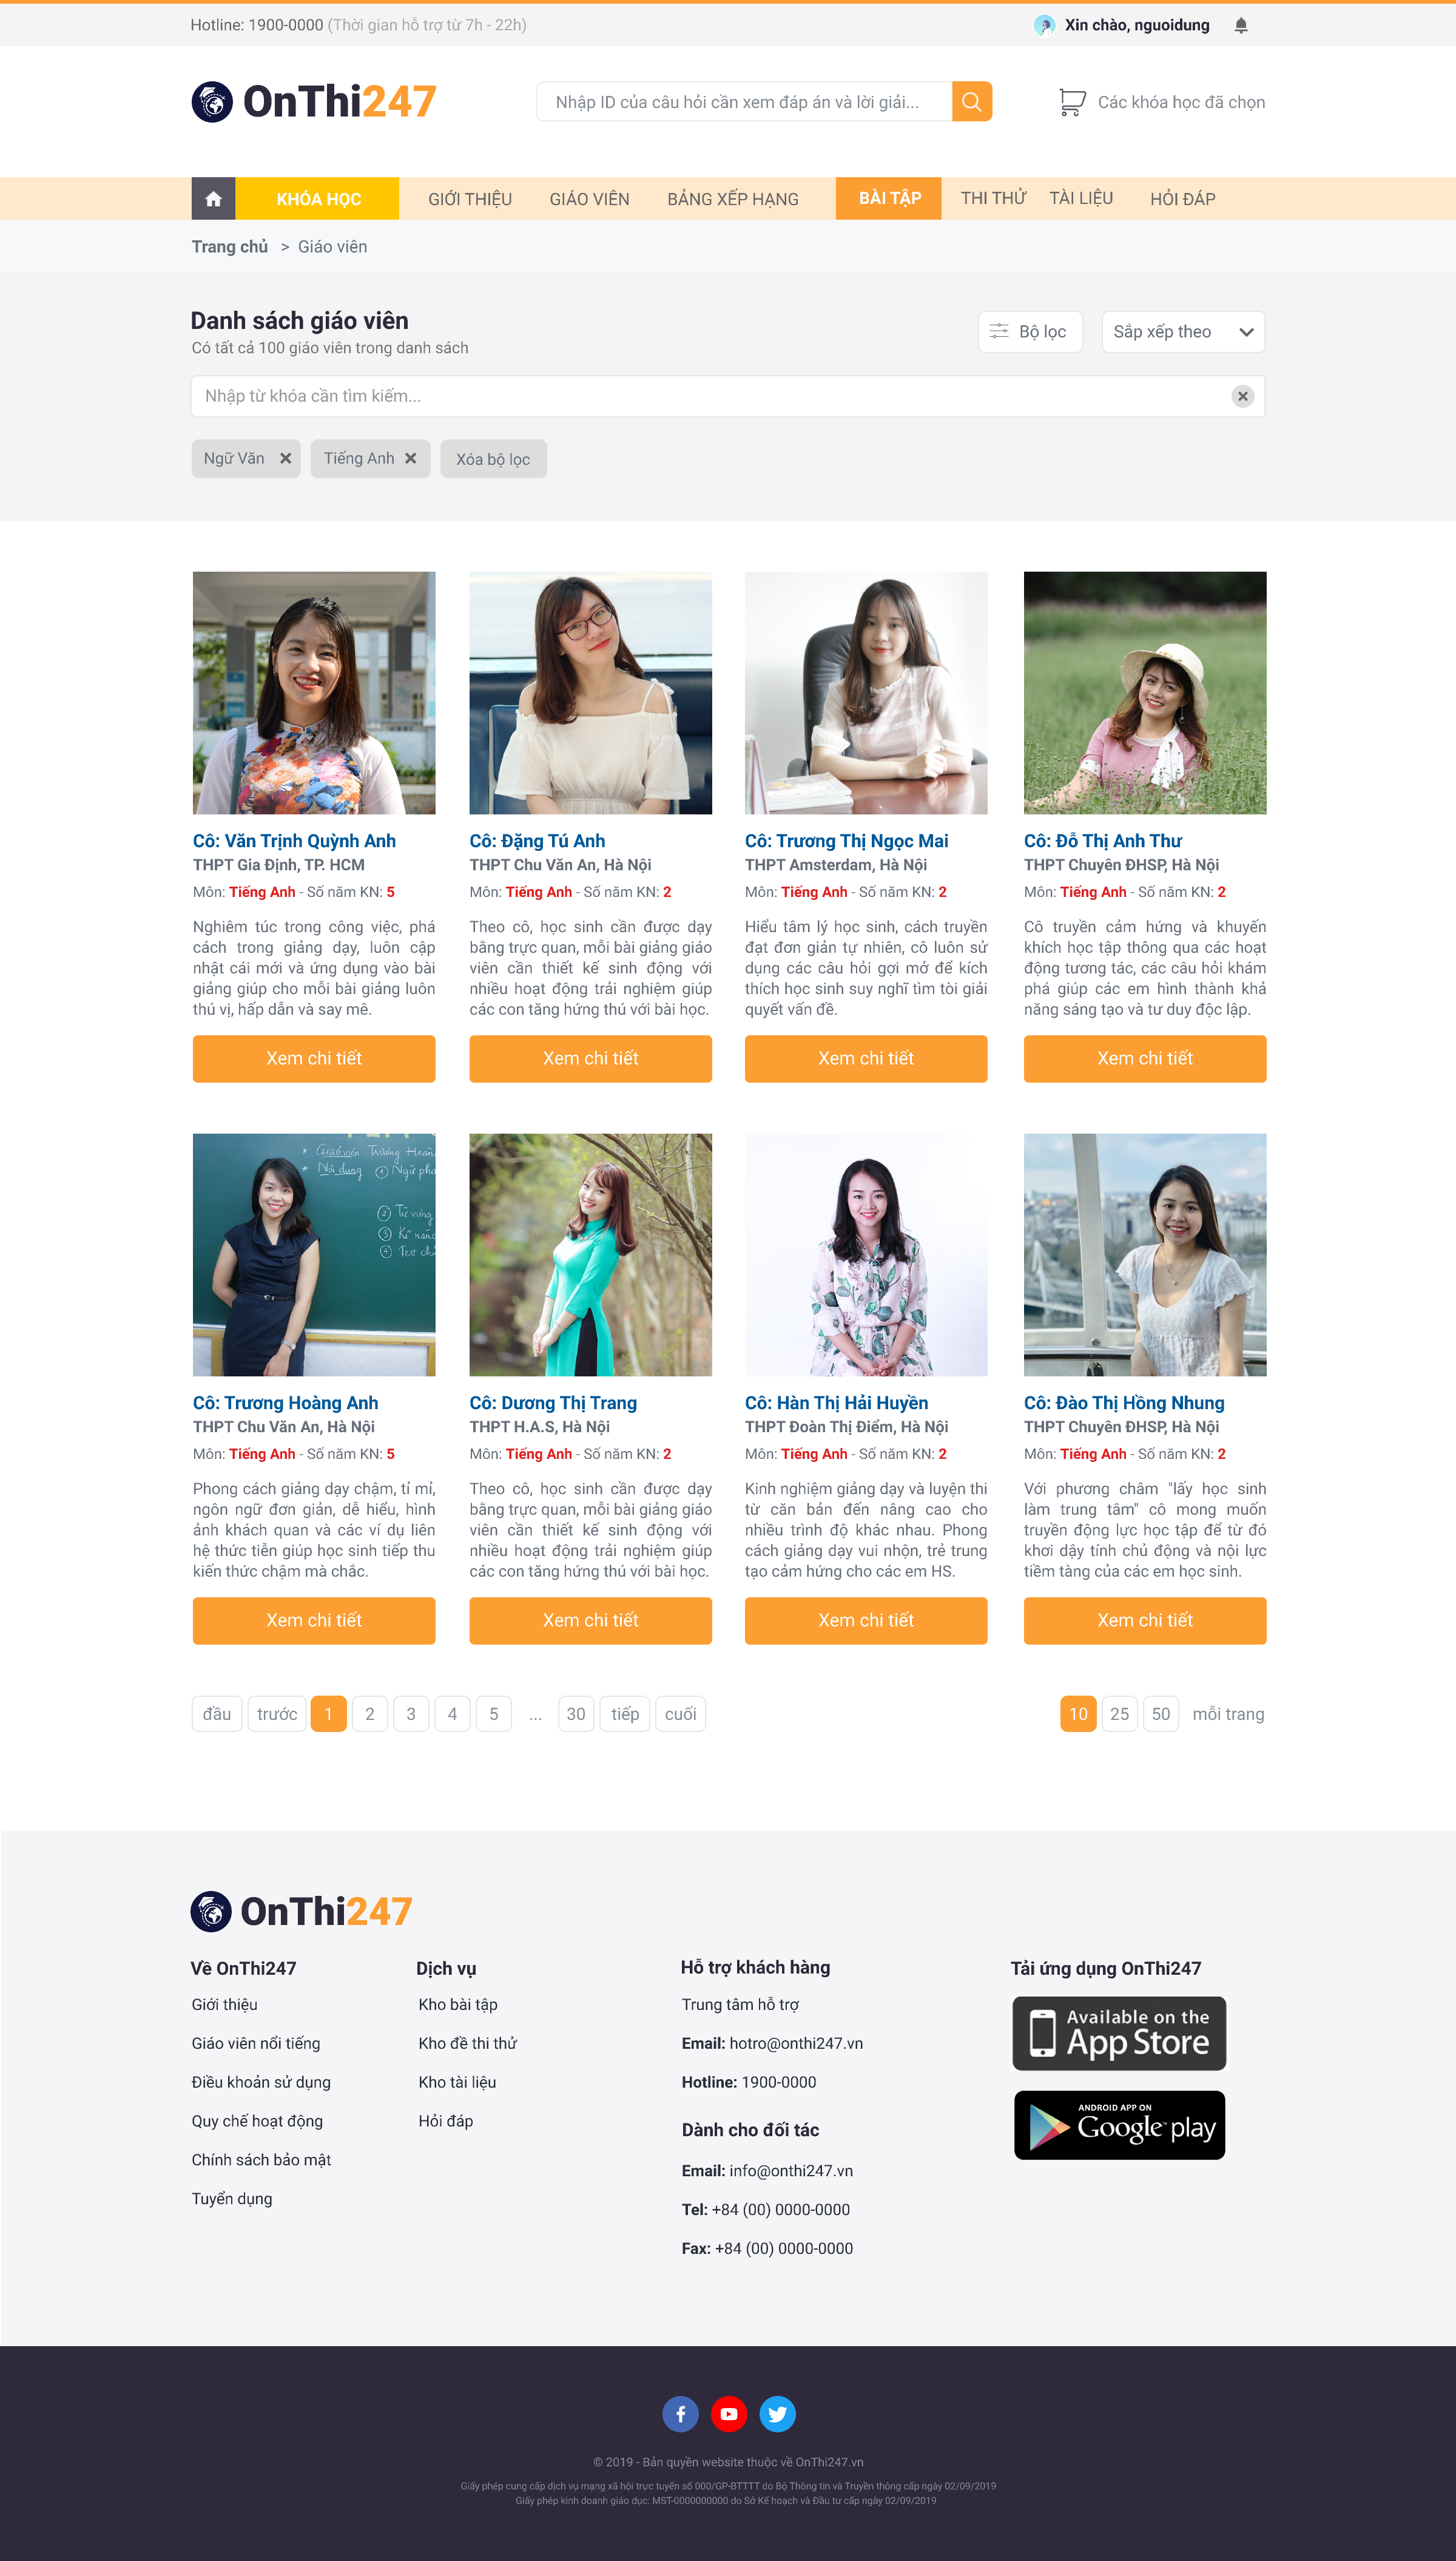 Hotline: 1900-0000 (Thời gian hỗ trợ từ 7h - 22h)
Xin chào, nguoidung
OnThi247
Nhập ID của câu hỏi cần xem đáp án và lời giải...
Các khóa học đã chọn
KHÓA HỌC GIỚI THIỆU GIÁO VIÊN BẢNG XẾP HẠNG BÀI TẬP THI THỬ TÀI LIỆU HỎI ĐÁP
Trang chủ > Giáo viên
Danh sách giáo viên
Có tất cả 100 giáo viên trong danh sách
Bộ lọc
Sắp xếp theo
Nhập từ khóa cần tìm kiếm...
Ngữ Văn
Tiếng Anh
Xóa bộ lọc
Cô: Văn Trịnh Quỳnh Anh
THPT Gia Định, TP. HCM
Môn: Tiếng Anh - Số năm KN: 5
Nghiêm túc trong công việc, phá
cách trong giảng dạy, luôn cập
nhật cái mới và ứng dụng vào bài
giảng giúp cho mỗi bài giảng luôn
thú vị, hấp dẫn và say mê.
Xem chi tiết
Cô: Đặng Tú Anh
THPT Chu Văn An, Hà Nội
Môn: Tiếng Anh - Số năm KN: 2
Theo cô, học sinh cần được dạy
bằng trực quan, mỗi bài giảng giáo
viên cần thiết kế sinh động với
nhiều hoạt động trải nghiệm giúp
các con tăng hứng thú với bài học.
Xem chi tiết
Cô: Trương Thị Ngọc Mai
THPT Amsterdam, Hà Nội
Môn: Tiếng Anh - Số năm KN: 2
Hiểu tâm lý học sinh, cách truyền
đạt đơn giản tự nhiên, cô luôn sử
dụng các câu hỏi gợi mở để kích
thích học sinh suy nghĩ tìm tòi giải
quyết vấn đề.
Xem chi tiết
Cô: Đỗ Thị Anh Thư
THPT Chuyên ĐHSP, Hà Nội
Môn: Tiếng Anh - Số năm KN: 2
Cô truyền cảm hứng và khuyến
khích học tập thông qua các hoạt
động tương tác, các câu hỏi khám
phá giúp các em hình thành khả
năng sáng tạo và tư duy độc lập.
Xem chi tiết
* Giáo viên Trương Hoàn
* Nội dung ① Ngữ pha
② Từ vựng
③ Kĩ năng
④ Test ch
Cô: Trương Hoàng Anh
THPT Chu Văn An, Hà Nội
Môn: Tiếng Anh - Số năm KN: 5
Phong cách giảng dạy chậm, tỉ mỉ,
ngôn ngữ đơn giản, dễ hiểu, hình
ảnh khách quan và các ví dụ liên
hệ thức tiễn giúp học sinh tiếp thu
kiến thức chậm mà chắc.
Xem chi tiết
Cô: Dương Thị Trang
THPT H.A.S, Hà Nội
Môn: Tiếng Anh - Số năm KN: 2
Theo cô, học sinh cần được dạy
bằng trực quan, mỗi bài giảng giáo
viên cần thiết kế sinh động với
nhiều hoạt động trải nghiệm giúp
các con tăng hứng thú với bài học.
Xem chi tiết
Cô: Hàn Thị Hải Huyền
THPT Đoàn Thị Điểm, Hà Nội
Môn: Tiếng Anh - Số năm KN: 2
Kinh nghiệm giảng dạy và luyện thi
từ căn bản đến nâng cao cho
nhiều trình độ khác nhau. Phong
cách giảng dạy vui nhộn, trẻ trung
tạo cảm hứng cho các em HS.
Xem chi tiết
Cô: Đào Thị Hồng Nhung
THPT Chuyên ĐHSP, Hà Nội
Môn: Tiếng Anh - Số năm KN: 2
Với phương châm "lấy học sinh
làm trung tâm" cô mong muốn
truyền động lực học tập để từ đó
khơi dậy tính chủ động và nội lực
tiềm tàng của các em học sinh.
Xem chi tiết
đầu trước 1 2 3 4 5 ... 30 tiếp cuối
10 25 50 mỗi trang
OnThi247
Về OnThi247
Giới thiệu
Giáo viên nổi tiếng
Điều khoản sử dụng
Quy chế hoạt động
Chính sách bảo mật
Tuyển dụng
Dịch vụ
Kho bài tập
Kho đề thi thử
Kho tài liệu
Hỏi đáp
Hỗ trợ khách hàng
Trung tâm hỗ trợ
Email: hotro@onthi247.vn
Hotline: 1900-0000
Dành cho đối tác
Email: info@onthi247.vn
Tel: +84 (00) 0000-0000
Fax: +84 (00) 0000-0000
Tải ứng dụng OnThi247
Available on the
App Store
ANDROID APP ON
Google play
© 2019 - Bản quyền website thuộc về OnThi247.vn
Giấy phép cung cấp dịch vụ mạng xã hội trực tuyến số 000/GP-BTTTT do Bộ Thông tin và Truyền thông cấp ngày 02/09/2019
Giấy phép kinh doanh giáo dục: MST-0000000000 do Sở Kế hoạch và Đầu tư cấp ngày 02/09/2019